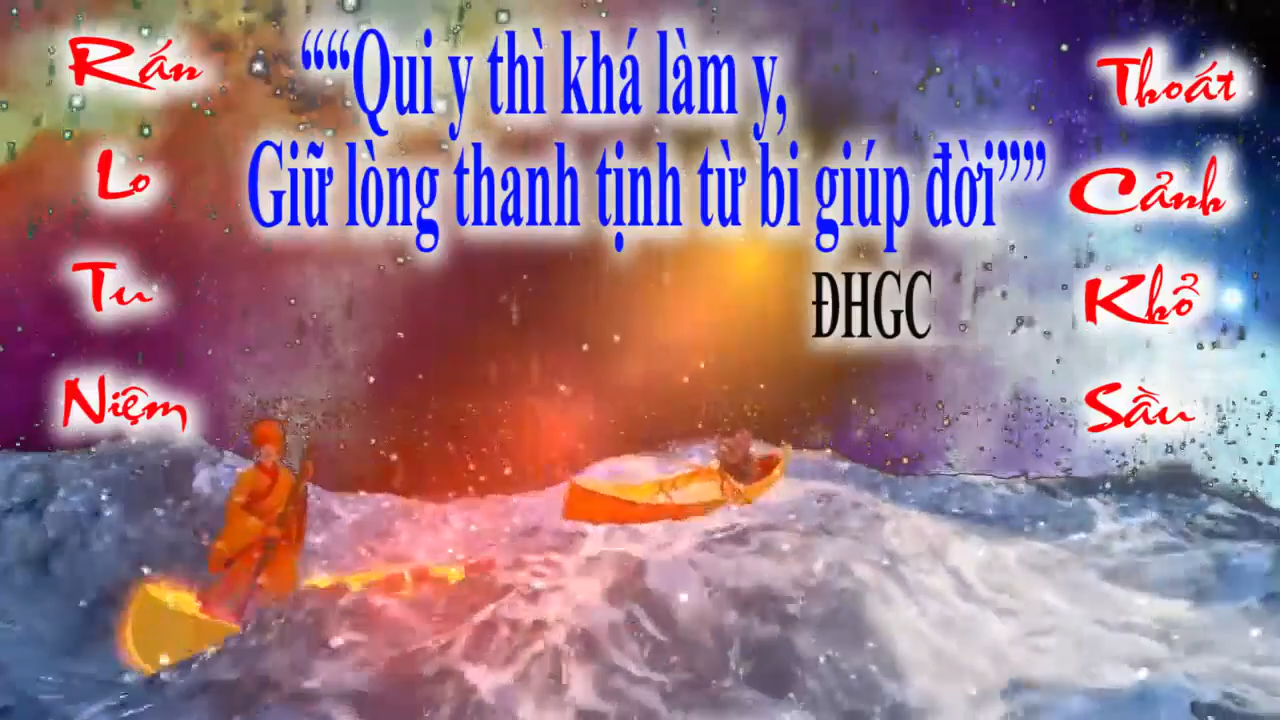 Rán
Lo
Tu
Niệm
““Qui y thì khá làm y,
Giữ lòng thanh tịnh từ bi giúp đời””
ĐHGC
Thoát
Cảnh
Khổ
Sầu